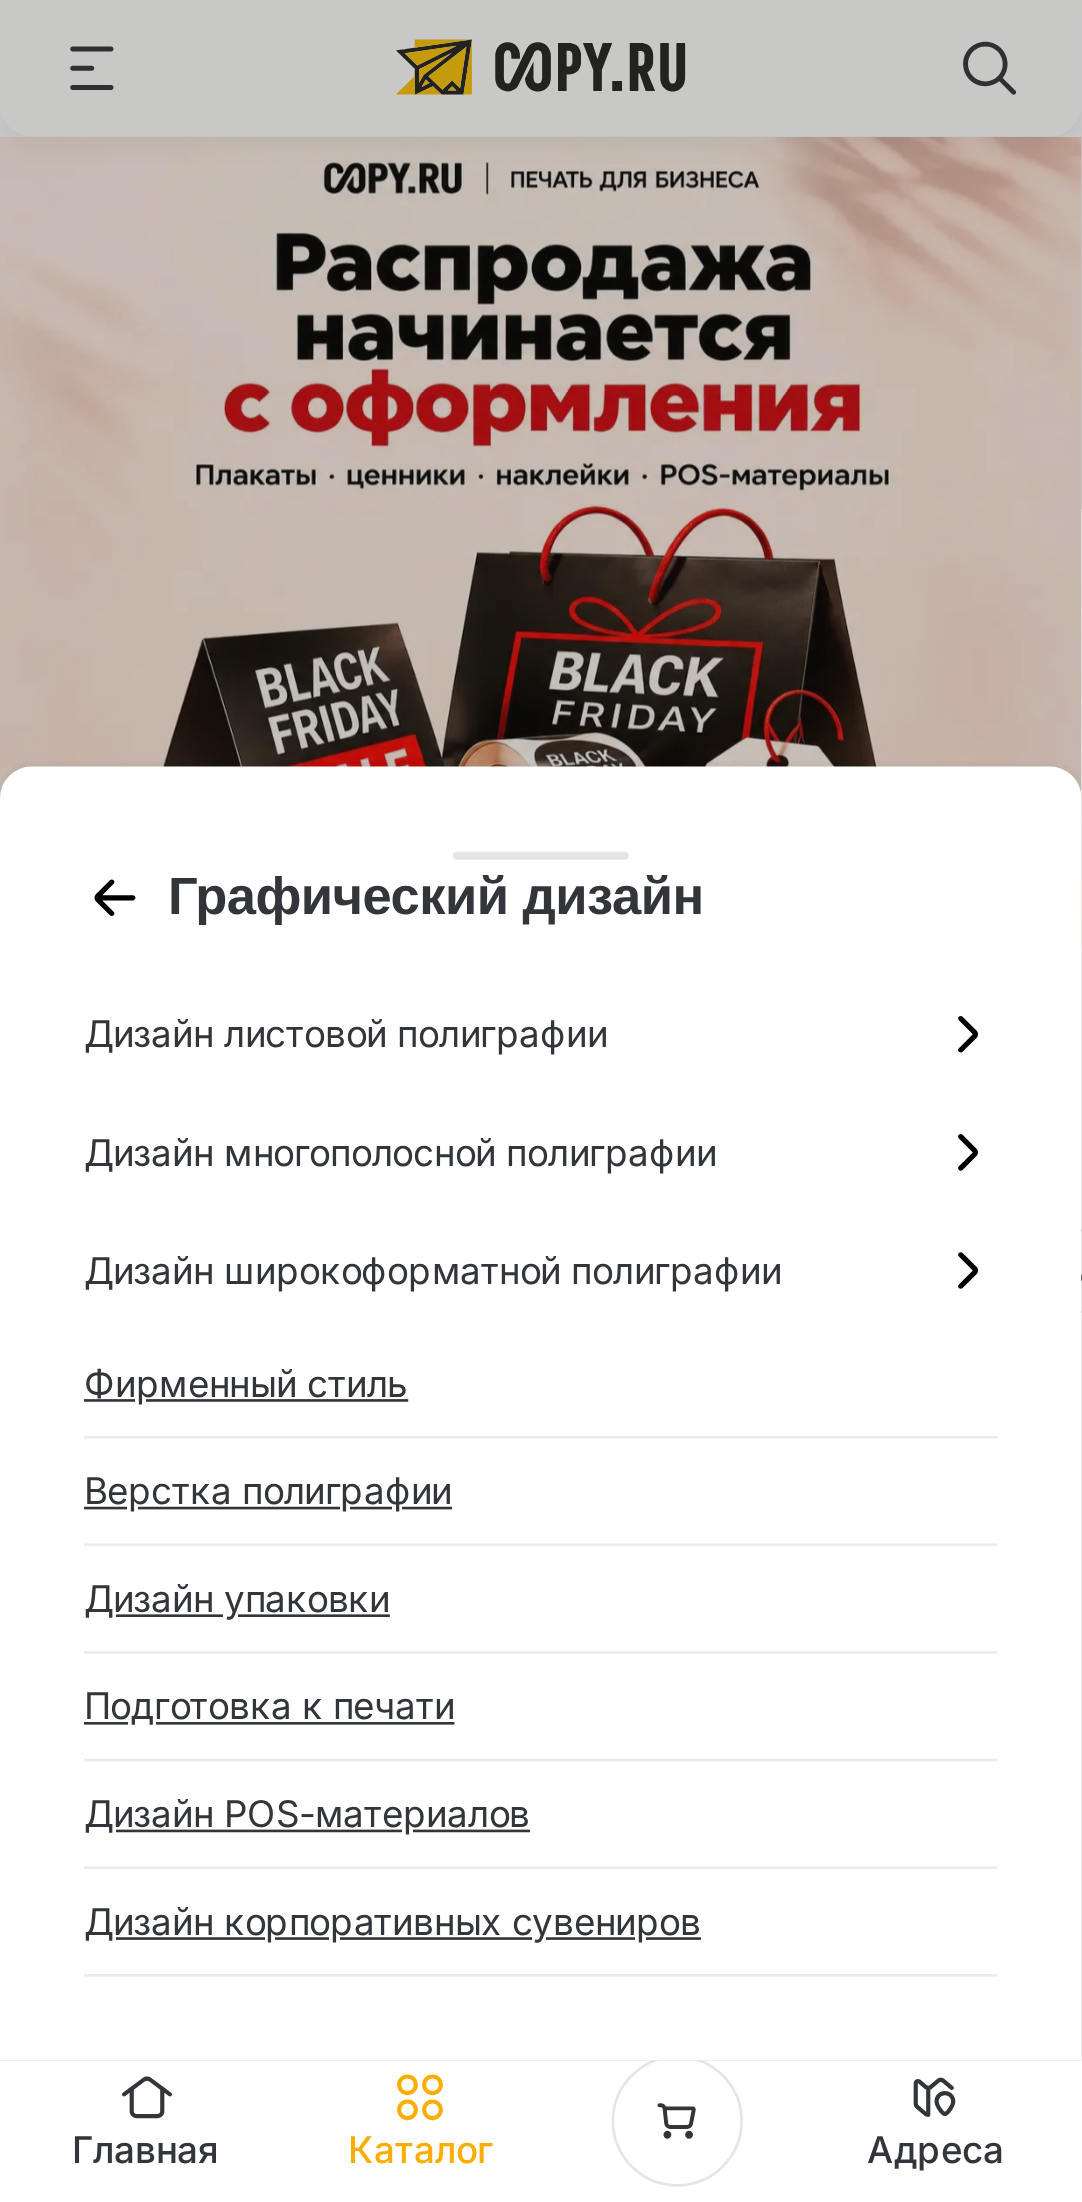 COPY.RU
COPY.RU | ПЕЧАТЬ ДЛЯ БИЗНЕСА
Распродажа
начинается
с оформления
Плакаты · ценники · наклейки · POS-материалы
BLACK
FRIDAY
BLACK
FRIDAY
BLACK
Графический дизайн
Дизайн листовой полиграфии
Дизайн многополосной полиграфии
Дизайн широкоформатной полиграфии
Фирменный стиль
Верстка полиграфии
Дизайн упаковки
Подготовка к печати
Дизайн POS-материалов
Дизайн корпоративных сувениров
Главная
Каталог
Адреса